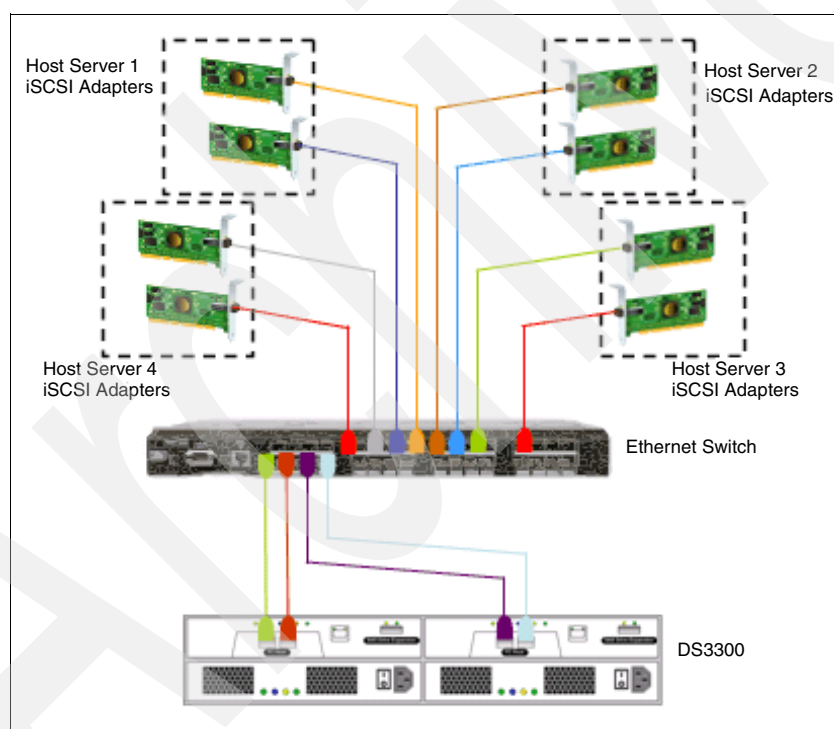 Host Server 1
iSCSI Adapters
Host Server 2
iSCSI Adapters
Host Server 4
iSCSI Adapters
Host Server 3
iSCSI Adapters
Ethernet Switch
DS3300